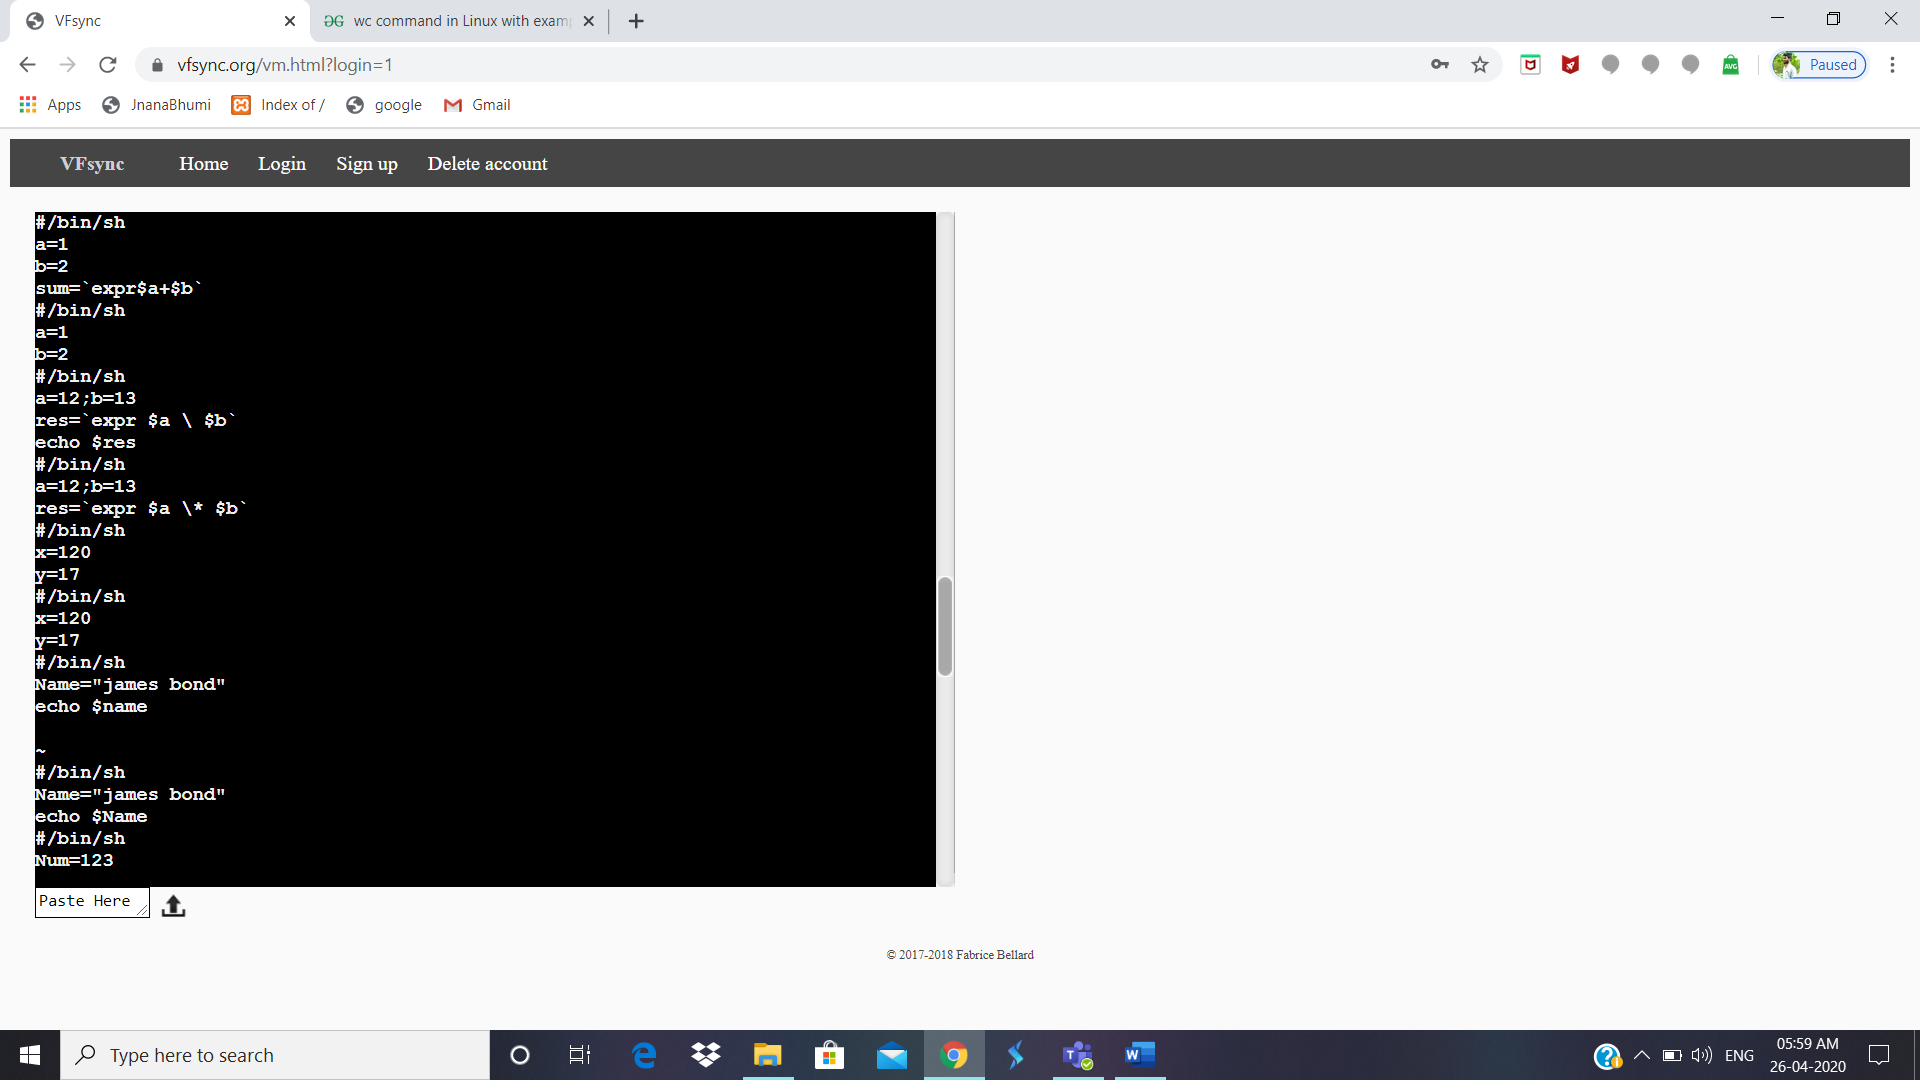 VFsync
wc command in Linux with exam
vfsync.org/vm.html?login=1
AVG
Paused
Apps
JnanaBhumi
Index of /
google
Gmail
VFsync Home Login Sign up Delete account
#/bin/sh
a=1
b=2
sum=`expr$a+$b`
#/bin/sh
a=1
b=2
#/bin/sh
a=12;b=13
res=`expr $a \ $b`
echo $res
#/bin/sh
a=12;b=13
res=`expr $a \* $b`
#/bin/sh
x=120
y=17
#/bin/sh
x=120
y=17
#/bin/sh
Name="james bond"
echo $name
~
#/bin/sh
Name="james bond"
echo $Name
#/bin/sh
Num=123
Paste Here
© 2017-2018 Fabrice Bellard
Type here to search
ENG
05:59 AM
26-04-2020